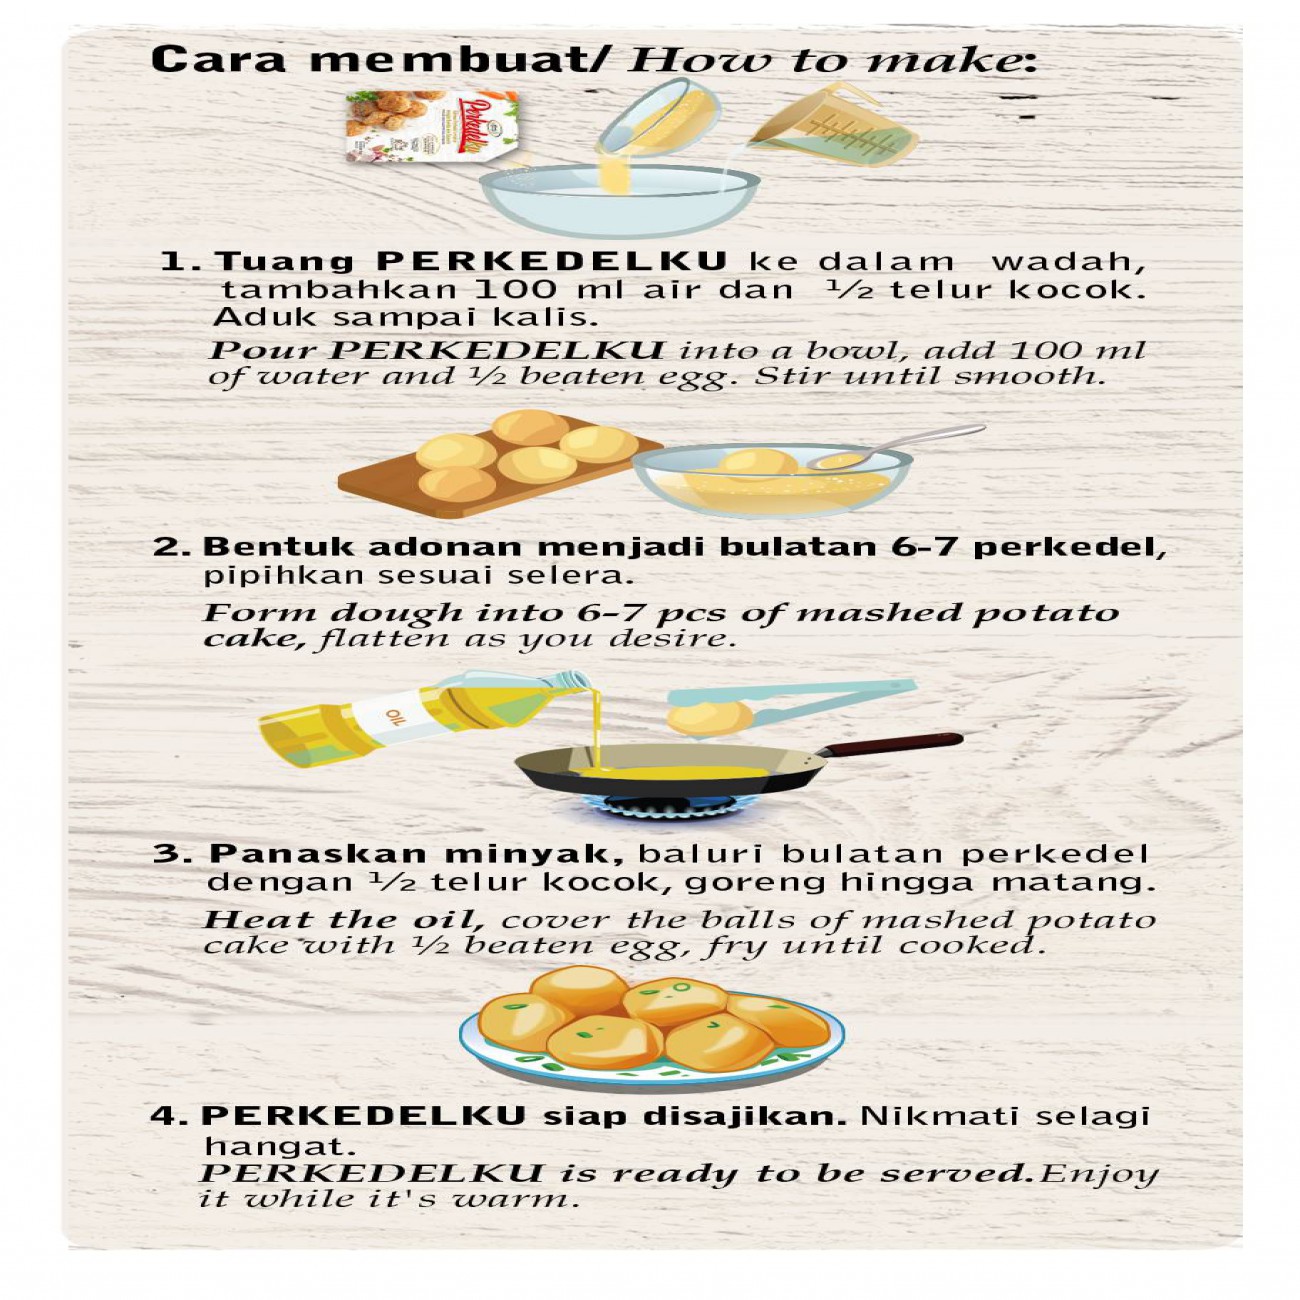 Cara membuat/ How to make:
Perkedelku
1. Tuang PERKEDELKU ke dalam wadah,
tambahkan 100 ml air dan ½ telur kocok.
Aduk sampai kalis.
Pour PERKEDELKU into a bowl, add 100 ml
of water and ½ beaten egg. Stir until smooth.
2. Bentuk adonan menjadi bulatan 6-7 perkedel,
pipihkan sesuai selera.
Form dough into 6-7 pcs of mashed potato
cake, flatten as you desire.
OIL
3. Panaskan minyak, baluri bulatan perkedel
dengan ½ telur kocok, goreng hingga matang.
Heat the oil, cover the balls of mashed potato
cake with ½ beaten egg, fry until cooked.
4. PERKEDELKU siap disajikan. Nikmati selagi
hangat.
PERKEDELKU is ready to be served.Enjoy
it while it's warm.